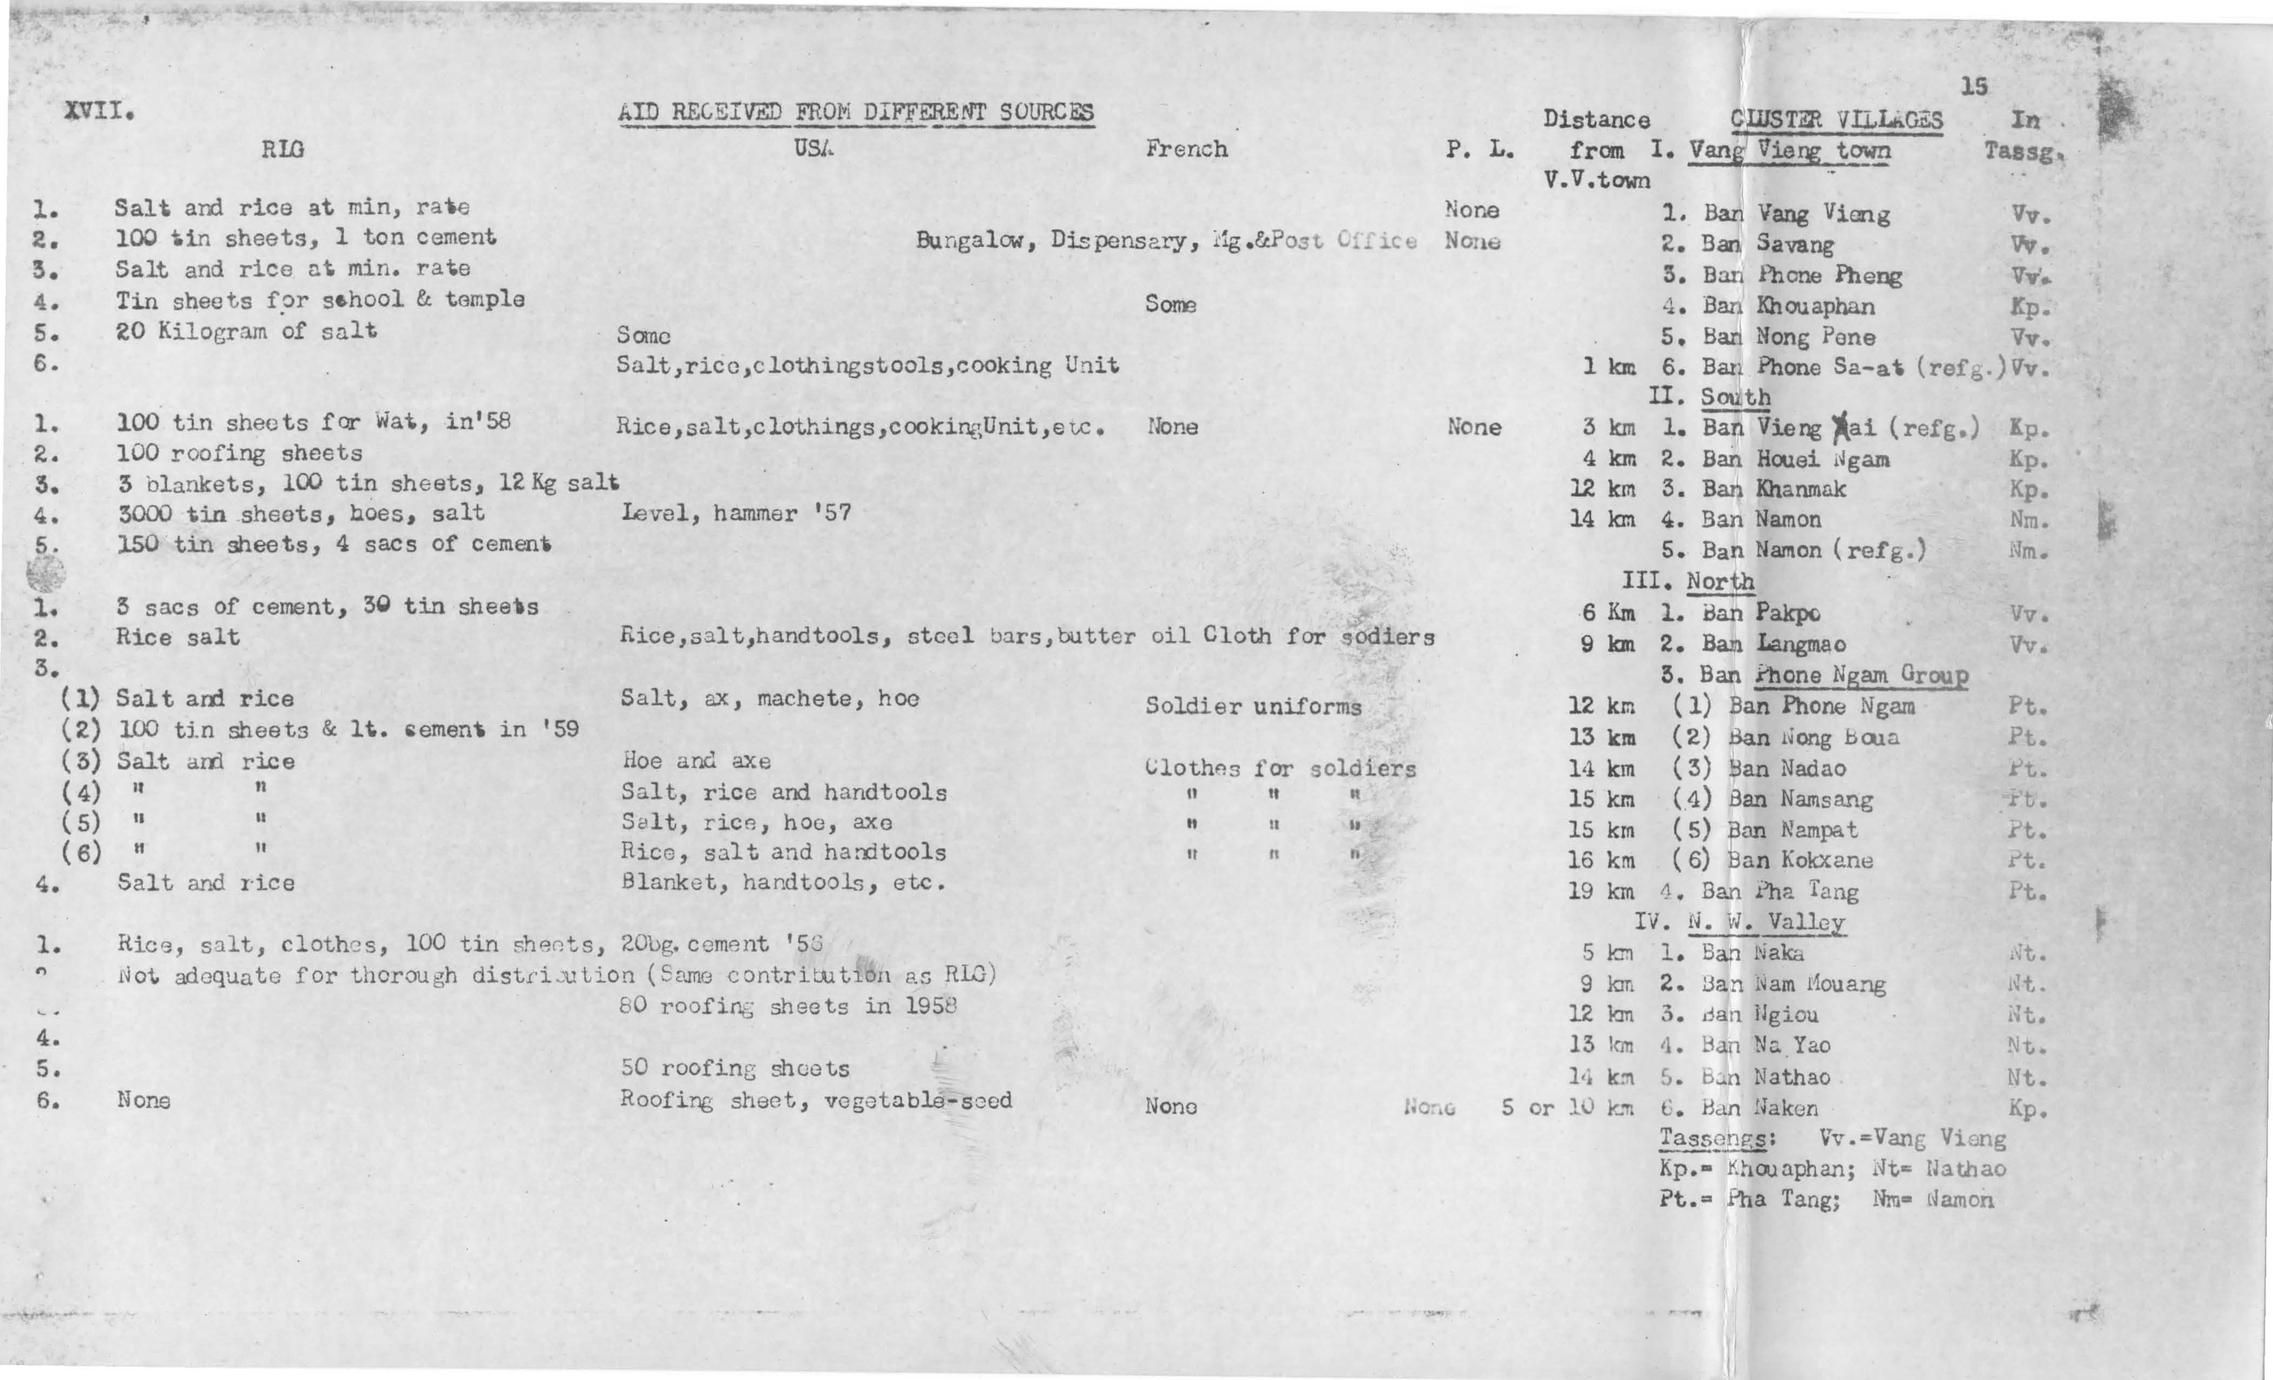 15
XVII. AID RECEIVED FROM DIFFERENT SOURCES Distance CLUSTER VILLAGES In
RLG USA French P. L. from I. Vang Vieng town Tassg.
V.V.town
1. Salt and rice at min, rate None 1. Ban Vang Vieng Vv.
2. 100 tin sheets, 1 ton cement Bungalow, Dispensary, Mg.&Post Office None 2. Ban Savang Vv.
3. Salt and rice at min. rate 3. Ban Phone Pheng Vv.
4. Tin sheets for school & temple Some 4. Ban Khouaphan Kp.
5. 20 Kilogram of salt Some 5. Ban Nong Pene Vv.
6. Salt,rice,clothingstools,cooking Unit 1 km 6. Ban Phone Sa-at (refg.) Vv.
II. South
1. 100 tin sheets for Wat, in'58 Rice,salt,clothings,cookingUnit,etc. None None 3 km 1. Ban Vieng Xai (refg.) Kp.
2. 100 roofing sheets 4 km 2. Ban Houei Ngam Kp.
3. 3 blankets, 100 tin sheets, 12 Kg salt 12 km 3. Ban Khanmak Kp.
4. 3000 tin sheets, hoes, salt Level, hammer '57 14 km 4. Ban Namon Nm.
5. 150 tin sheets, 4 sacs of cement 5. Ban Namon (refg.) Nm.
III. North
1. 3 sacs of cement, 30 tin sheets 6 Km 1. Ban Pakpo Vv.
2. Rice salt Rice,salt,handtools, steel bars,butter oil Cloth for sodiers 9 km 2. Ban Langmao Vv.
3. 3. Ban Phone Ngam Group
(1) Salt and rice Salt, ax, machete, hoe Soldier uniforms 12 km (1) Ban Phone Ngam Pt.
(2) 100 tin sheets & 1t. cement in '59 13 km (2) Ban Nong Boua Pt.
(3) Salt and rice Hoe and axe Clothes for soldiers 14 km (3) Ban Nadao Pt.
(4) " " Salt, rice and handtools " " " 15 km (4) Ban Namsang Pt.
(5) " " Salt, rice, hoe, axe " " " 15 km (5) Ban Nampat Pt.
(6) " " Rice, salt and handtools " " " 16 km (6) Ban Kokxane Pt.
4. Salt and rice Blanket, handtools, etc. 19 km 4. Ban Pha Tang Pt.
IV. N. W. Valley
1. Rice, salt, clothes, 100 tin sheets, 20bg. cement 5 km 1. Ban Naka Nt.
Not adequate for thorough distribution (Same contribution as RLG) 9 km 2. Ban Nam Mouang Nt.
80 roofing sheets in 1958 12 km 3. Ban Ngiou Nt.
4. 13 km 4. Ban Na Yao Nt.
5. 50 roofing sheets 14 km 5. Ban Nathao Nt.
6. None Roofing sheet, vegetable-seed None None 5 or 10 km 6. Ban Naken Kp.
Tassengs: Vv.=Vang Vieng
Kp.= Khouaphan; Nt= Nathao
Pt.= Pha Tang; Nm= Namon